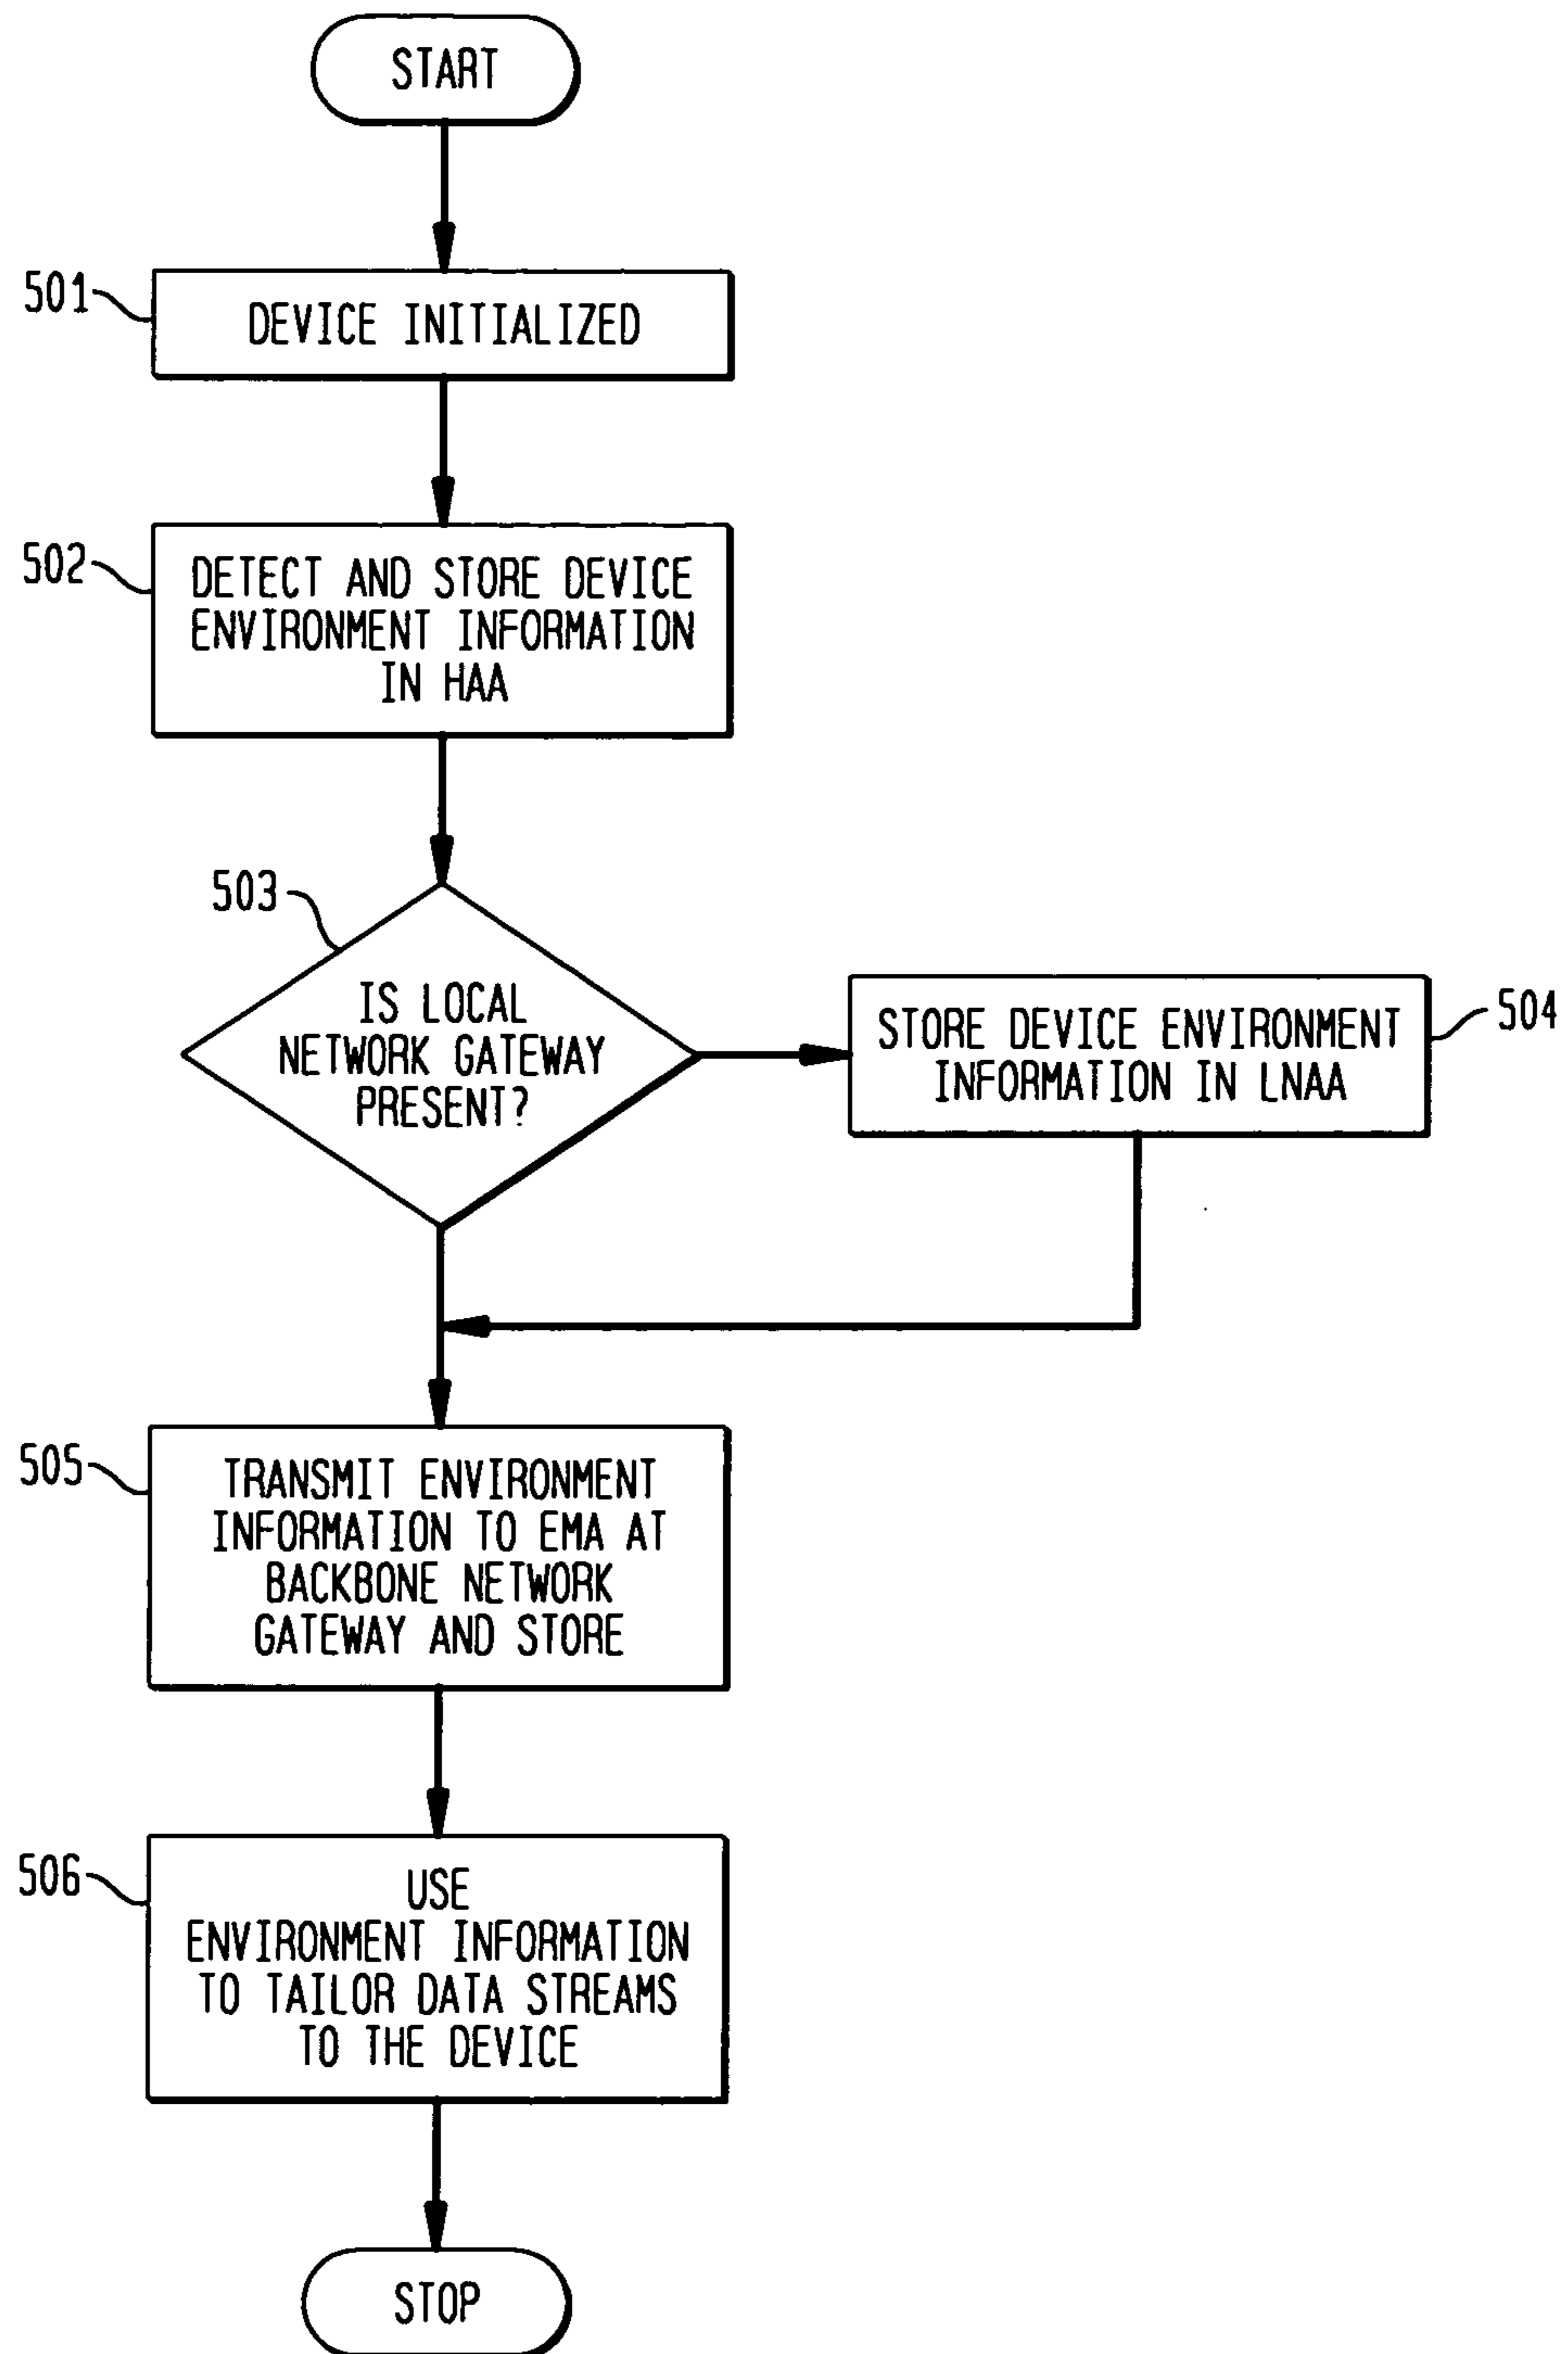 START
501
DEVICE INITIALIZED
502
DETECT AND STORE DEVICE
ENVIRONMENT INFORMATION
IN HAA
503
IS LOCAL
NETWORK GATEWAY
PRESENT?
STORE DEVICE ENVIRONMENT
INFORMATION IN LNAA
504
505
TRANSMIT ENVIRONMENT
INFORMATION TO EMA AT
BACKBONE NETWORK
GATEWAY AND STORE
506
USE
ENVIRONMENT INFORMATION
TO TAILOR DATA STREAMS
TO THE DEVICE
STOP